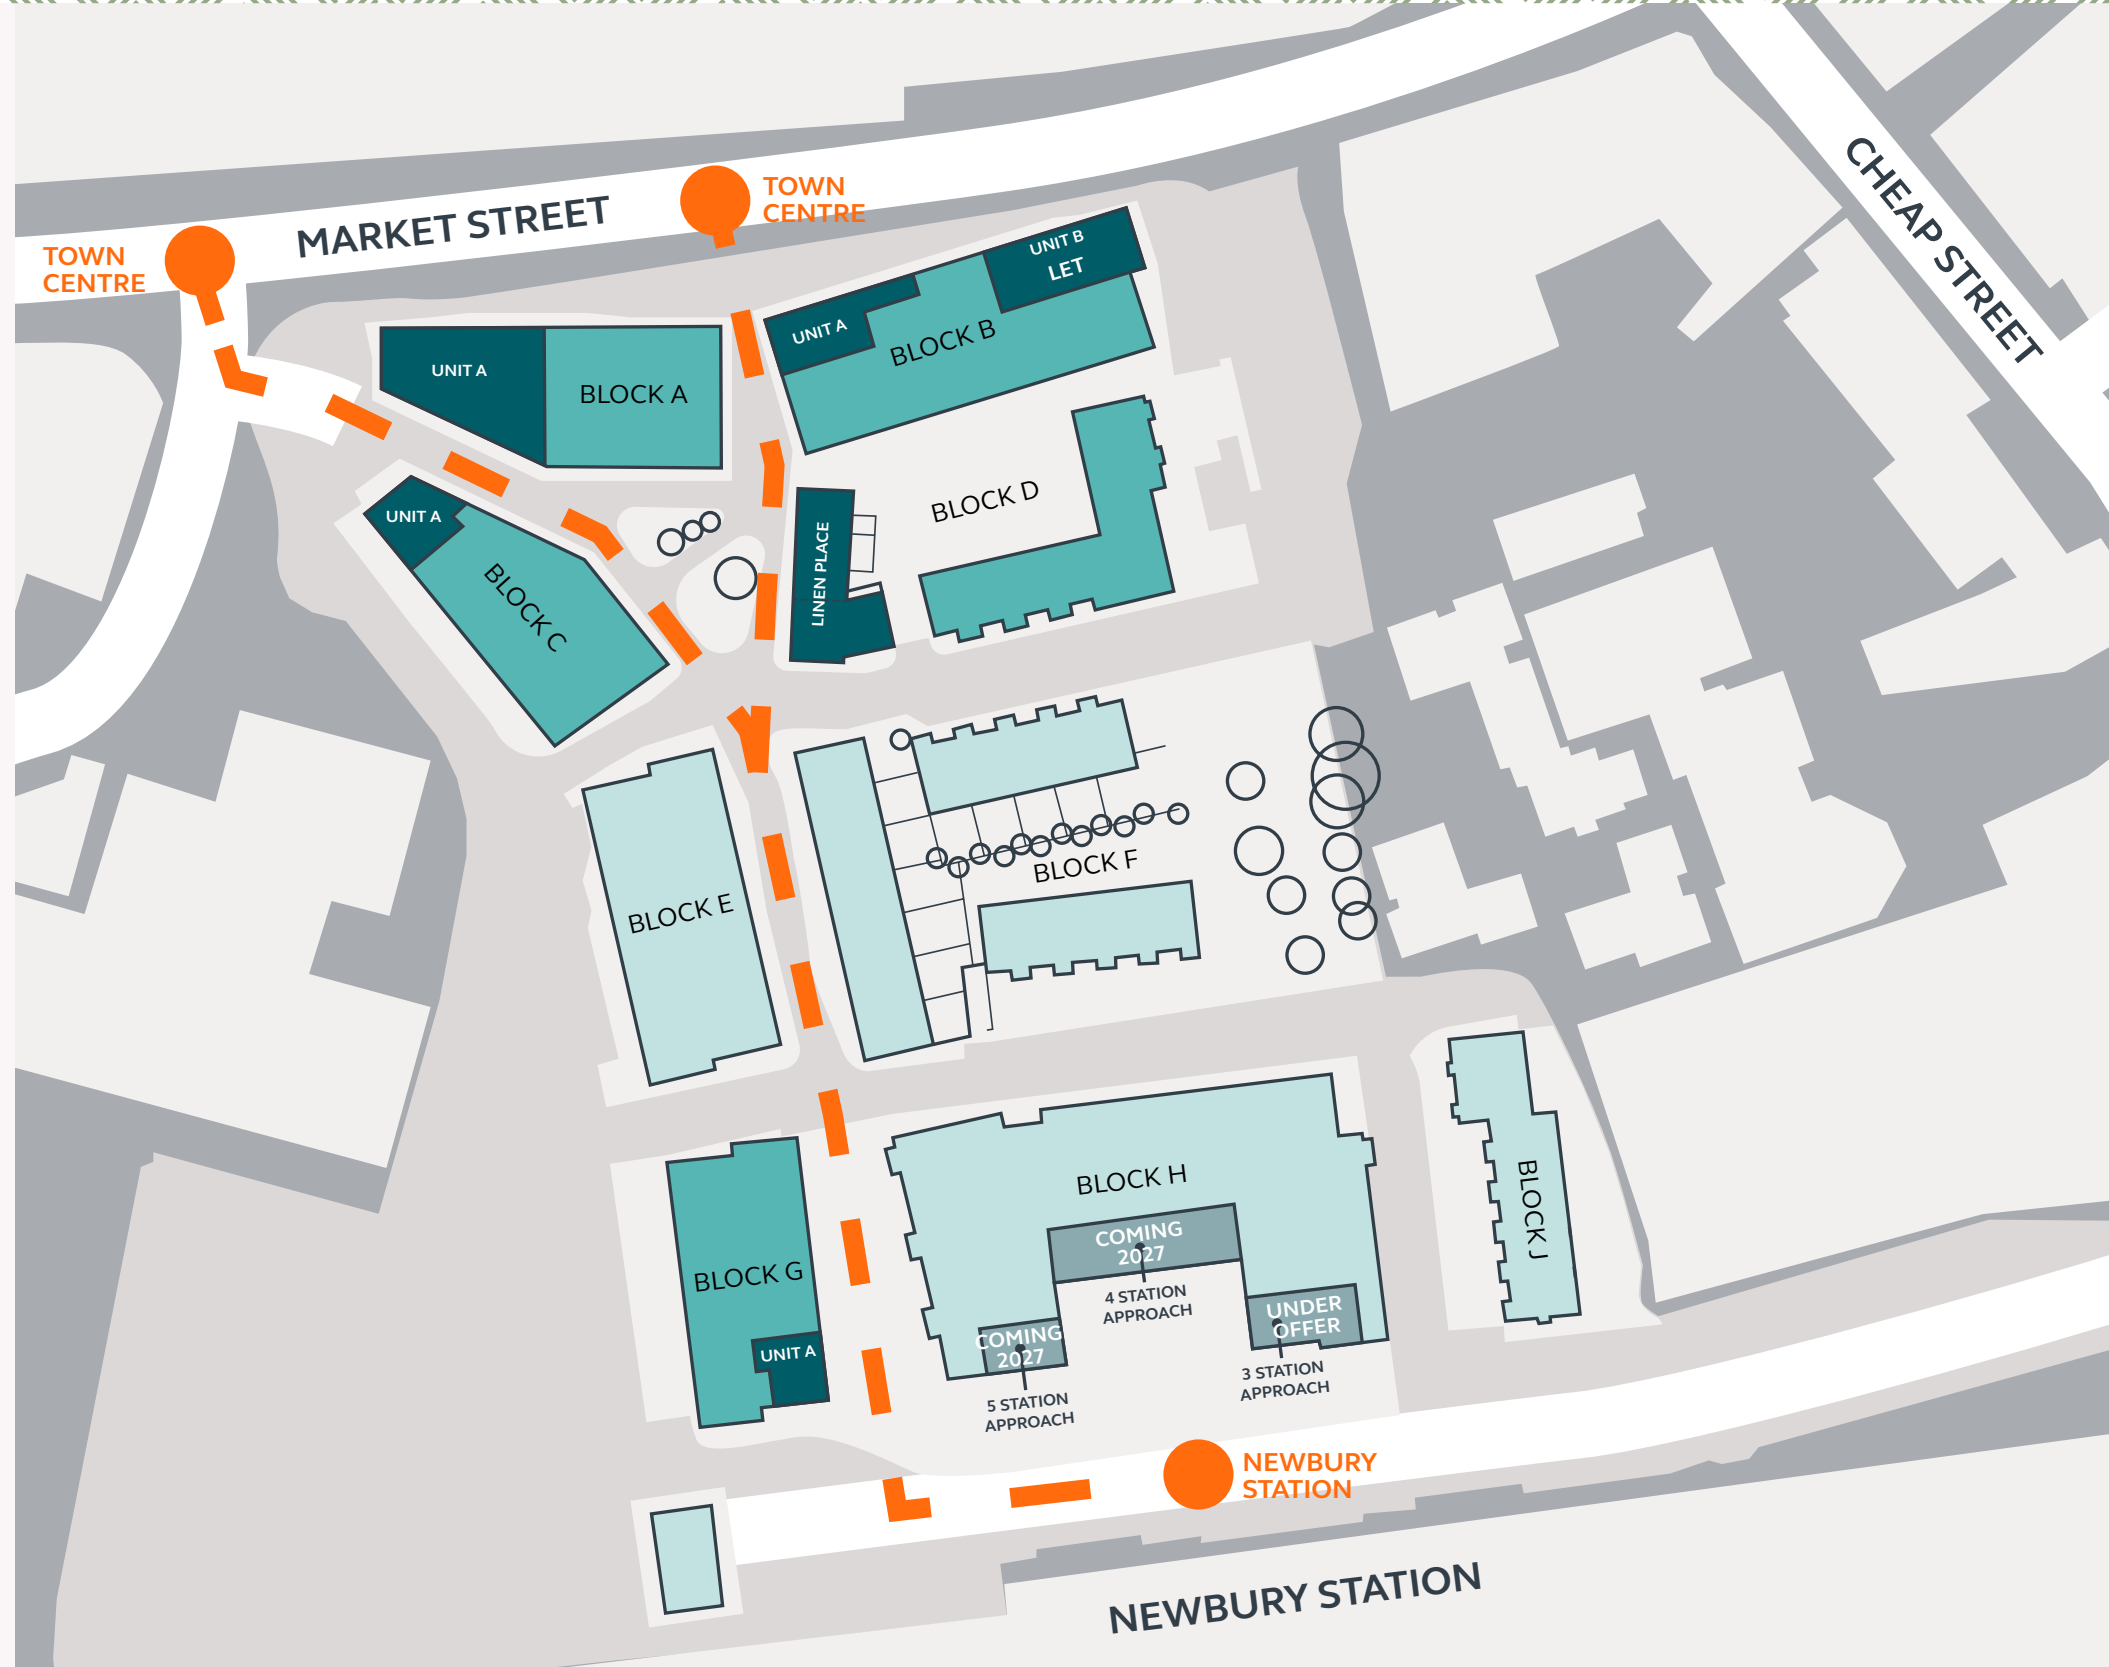 CHEAP STREET
TOWN
CENTRE
MARKET STREET
TOWN
CENTRE
UNIT B
LET
UNIT A
BLOCK B
UNIT A
BLOCK A
UNIT A
BLOCK C
LINEN PLACE
BLOCK D
BLOCK E
BLOCK F
BLOCK H
BLOCK J
COMING
2027
4 STATION
APPROACH
BLOCK G
UNIT A
COMING
2027
5 STATION
APPROACH
UNDER
OFFER
3 STATION
APPROACH
NEWBURY
STATION
NEWBURY STATION